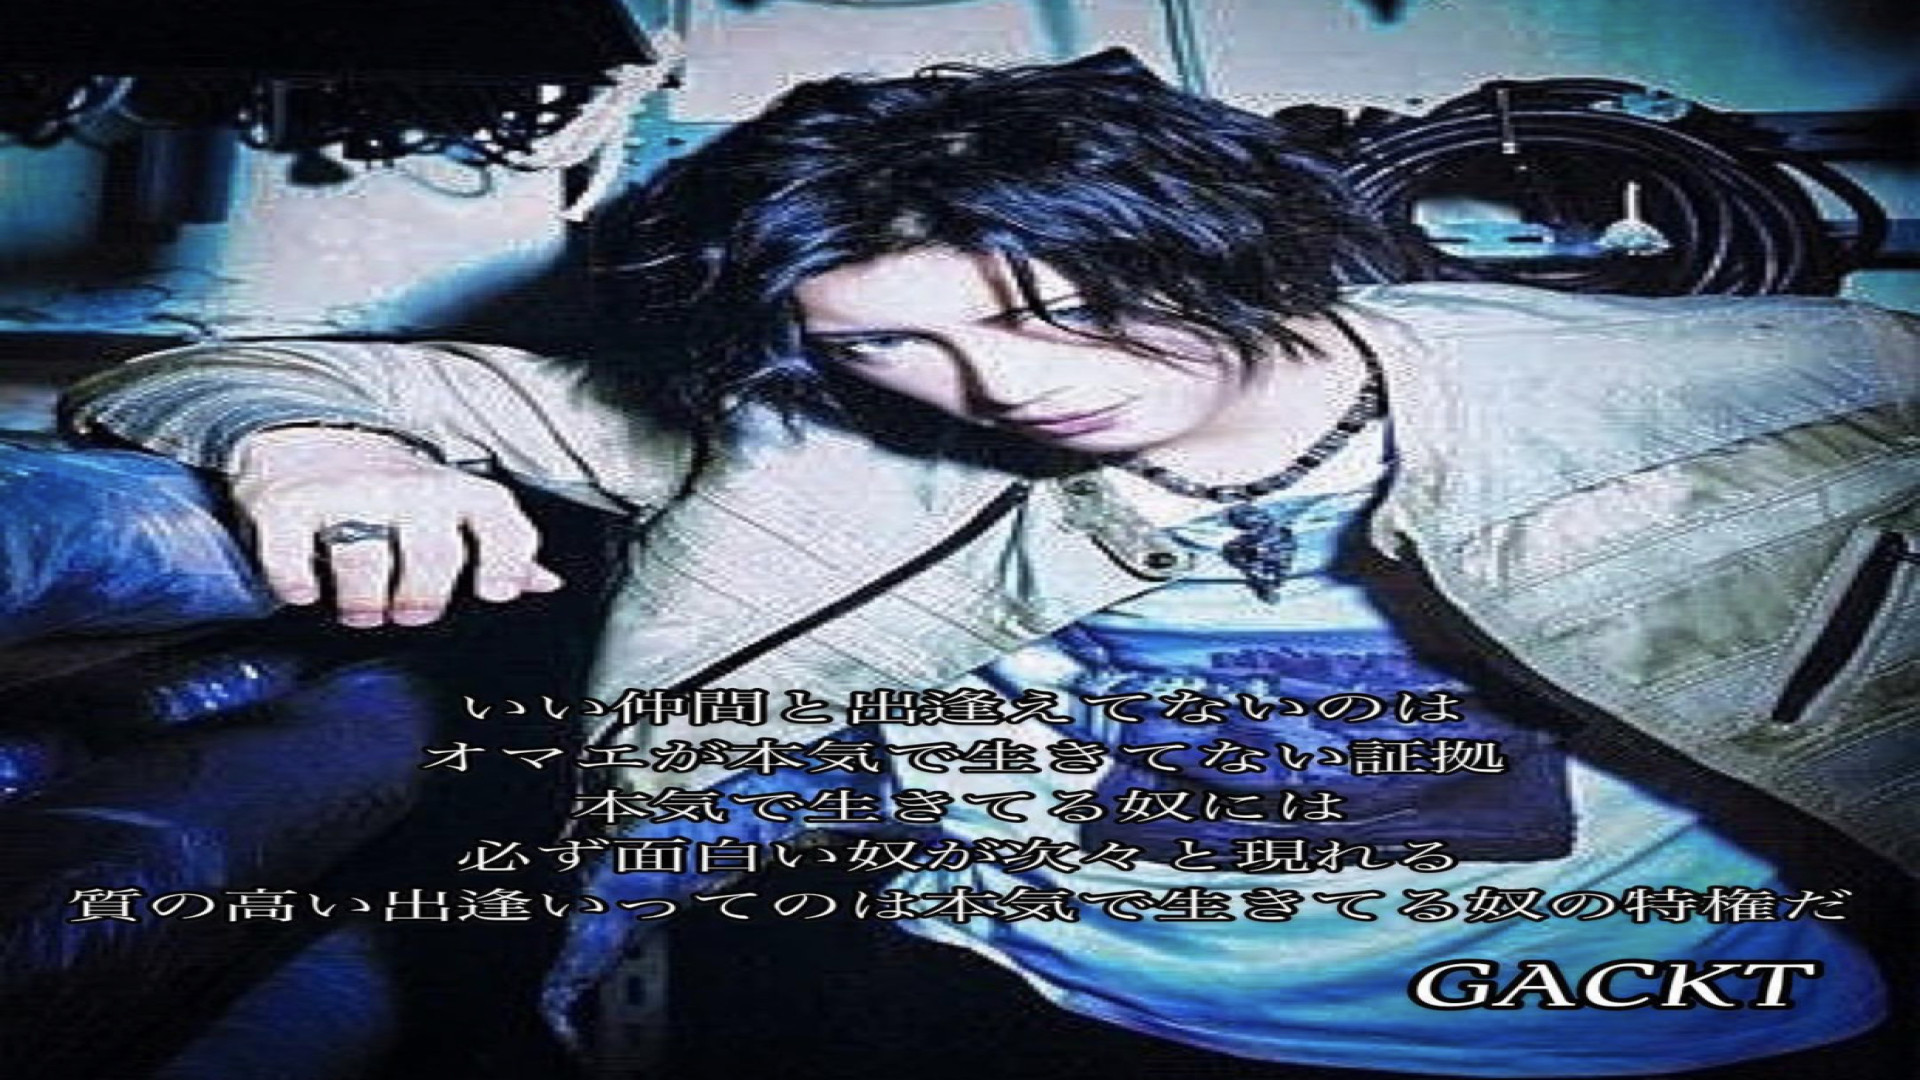 いい仲間と出逢えてないのは
オマエが本気で生きてない証拠
本気で生きてる奴には
必ず面白い奴が次々と現れる
質の高い出逢いってのは本気で生きてる奴の特権だ
GACKT